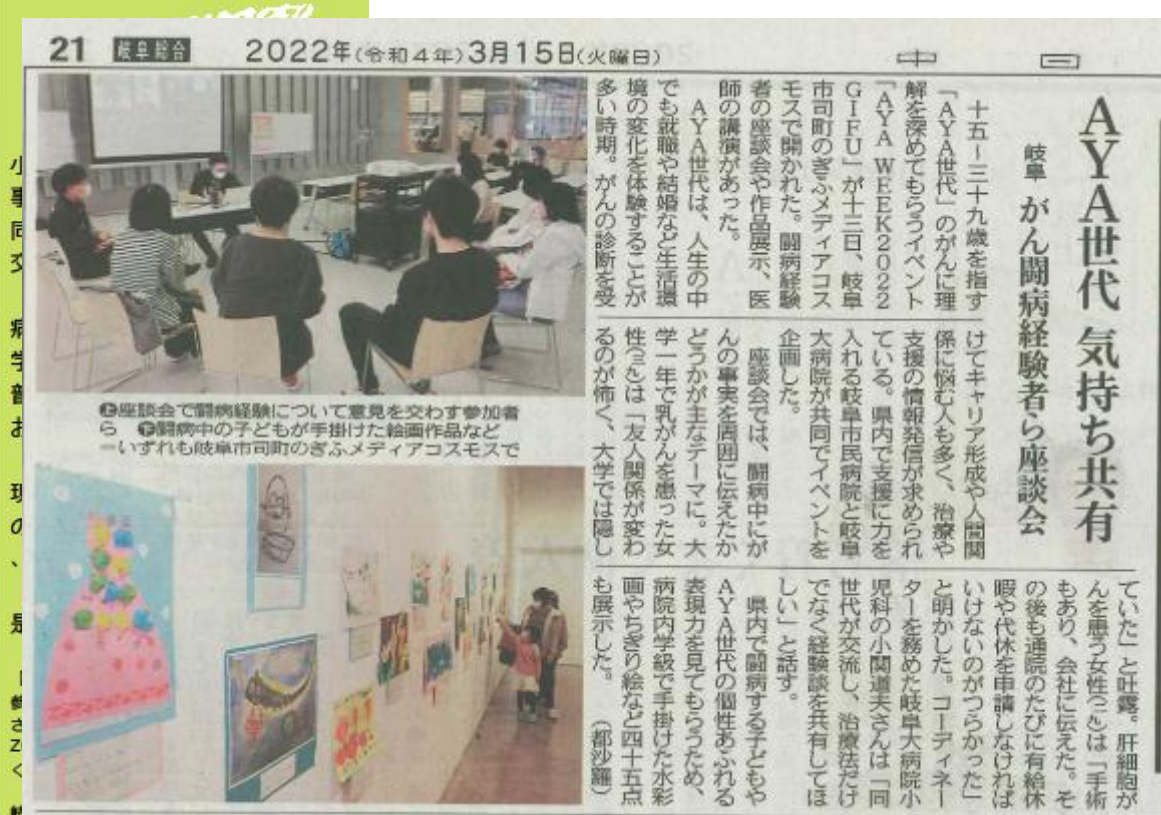 21 岐阜総合 2022年(令和4年)3月15日(火曜日)
中 日
AYA世代 気持ち共有
岐阜 がん闘病経験者ら座談会
十五〜三十九歳を指す
「AYA世代」のがんに理
解を深めてもらうイベント
「AYA WEEK2022
GIFU」が十三日、岐阜
市司町のぎふメディアコス
モスで開かれた。闘病経験
者の座談会や作品展示、医
師の講演があった。
AYA世代は、人生の中
でも就職や結婚など生活環
境の変化を体験することが
多い時期。がんの診断を受
けてキャリア形成や人間関
係に悩む人も多く、治療や
支援の情報発信が求められ
ている。県内で支援に力を
入れる岐阜市民病院と岐阜
大病院が共同でイベントを
企画した。
座談会では、闘病中にが
んの事実を周囲に伝えたか
どうかが主なテーマに。大
学一年で乳がんを患った女
性は「友人関係が変わ
るのが怖く、大学では隠し
ていた」と吐露。肝細胞が
んを患う女性は「手術
もあり、会社に伝えた。そ
の後も通院のたびに有給休
暇や代休を申請しなければ
いけないのがつらかった」
と明かした。コーディネー
ターを務めた岐阜大病院小
児科の小関道夫さんは「同
世代が交流し、治療法だけ
でなく経験談を共有してほ
しい」と話す。
県内で闘病する子どもや
AYA世代の個性あふれる
表現力を見てもらうため、
病院内学級で手掛けた水彩
画やちぎり絵など四十五点
も展示した。 (都沙羅)
上座談会で闘病経験について意見を交わす参加者
ら 下闘病中の子どもが手掛けた絵画作品など
=いずれも岐阜市司町のぎふメディアコスモスで